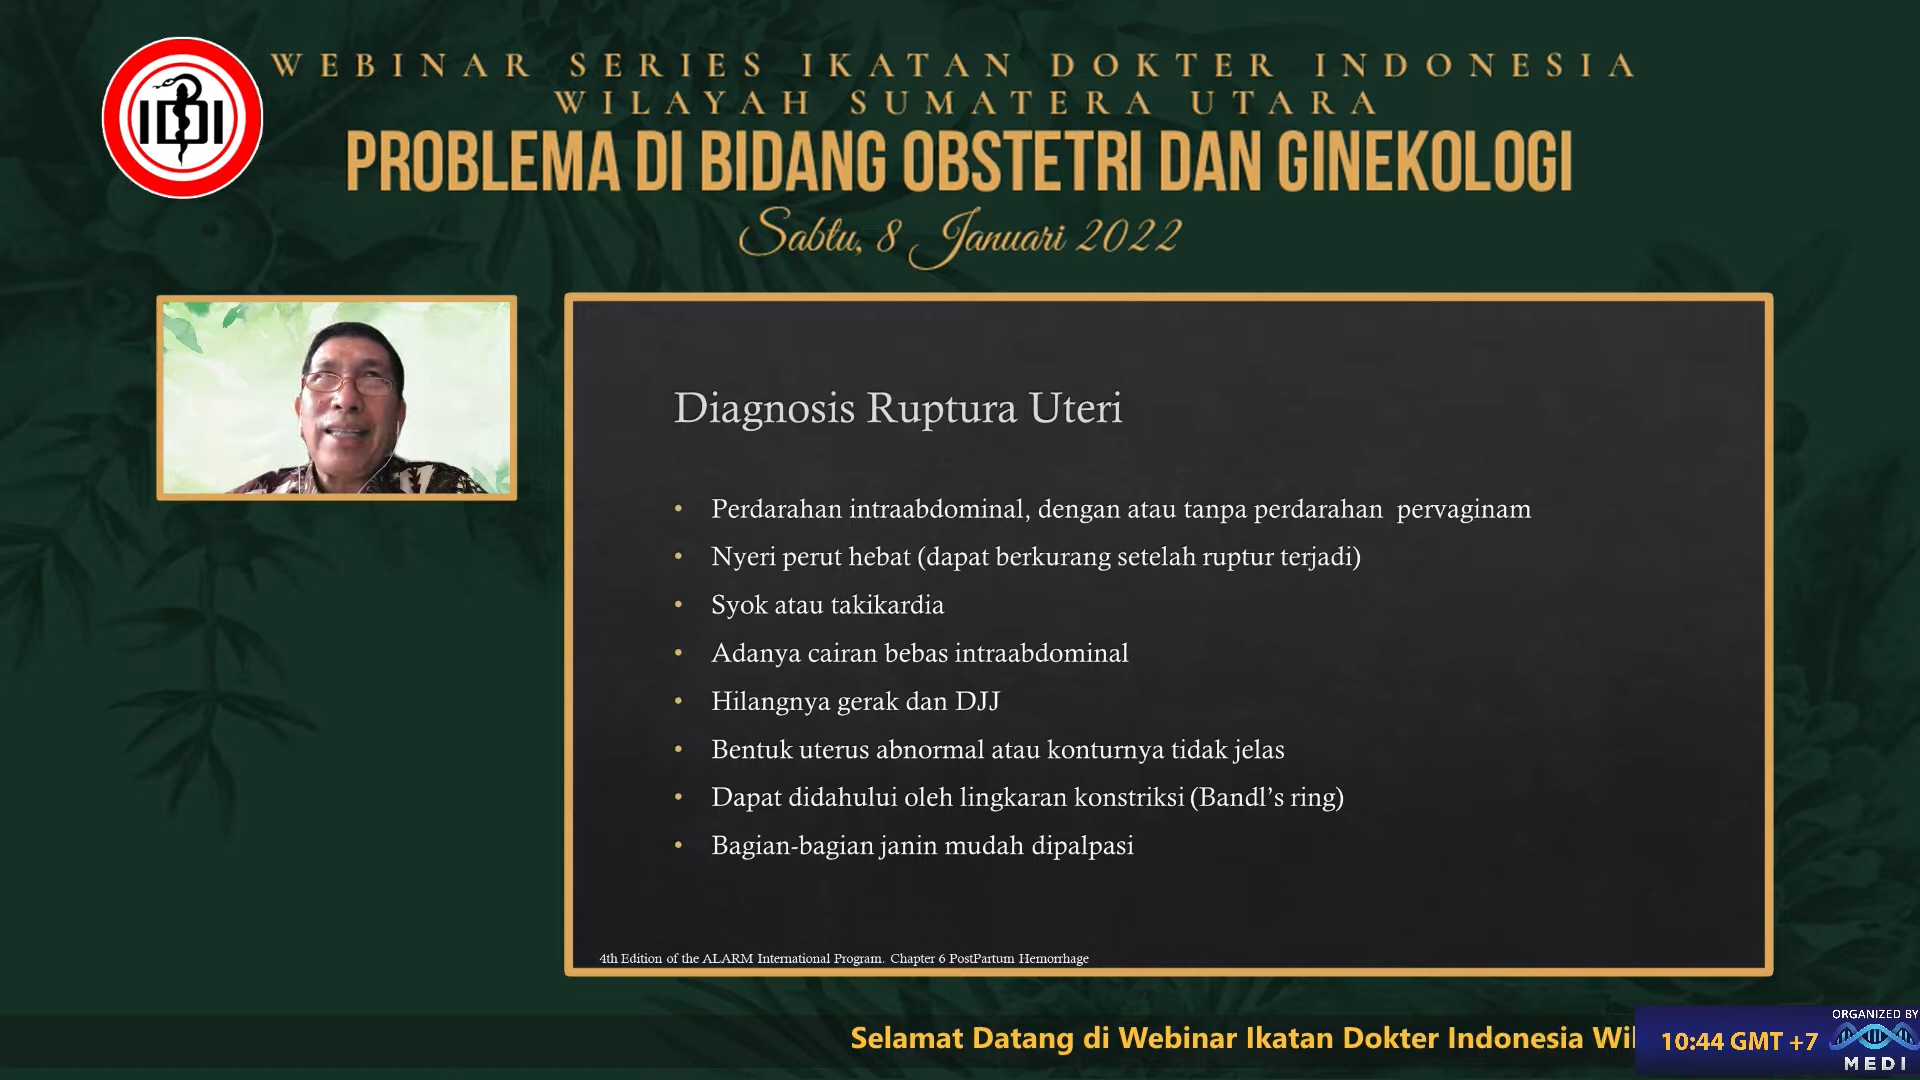 WEBINAR SERIES IKATAN DOKTER INDONESIA
WILAYAH SUMATERA UTARA
PROBLEMA DI BIDANG OBSTETRI DAN GINEKOLOGI
Sabtu, 8 Januari 2022
IDI
Diagnosis Ruptura Uteri
• Perdarahan intraabdominal, dengan atau tanpa perdarahan pervaginam
• Nyeri perut hebat (dapat berkurang setelah ruptur terjadi)
• Syok atau takikardia
• Adanya cairan bebas intraabdominal
• Hilangnya gerak dan DJJ
• Bentuk uterus abnormal atau konturnya tidak jelas
• Dapat didahului oleh lingkaran konstriksi (Bandl’s ring)
• Bagian-bagian janin mudah dipalpasi
4th Edition of the ALARM International Program. Chapter 6 PostPartum Hemorrhage
Selamat Datang di Webinar Ikatan Dokter Indonesia Wil
10:44 GMT +7
ORGANIZED BY
MEDI